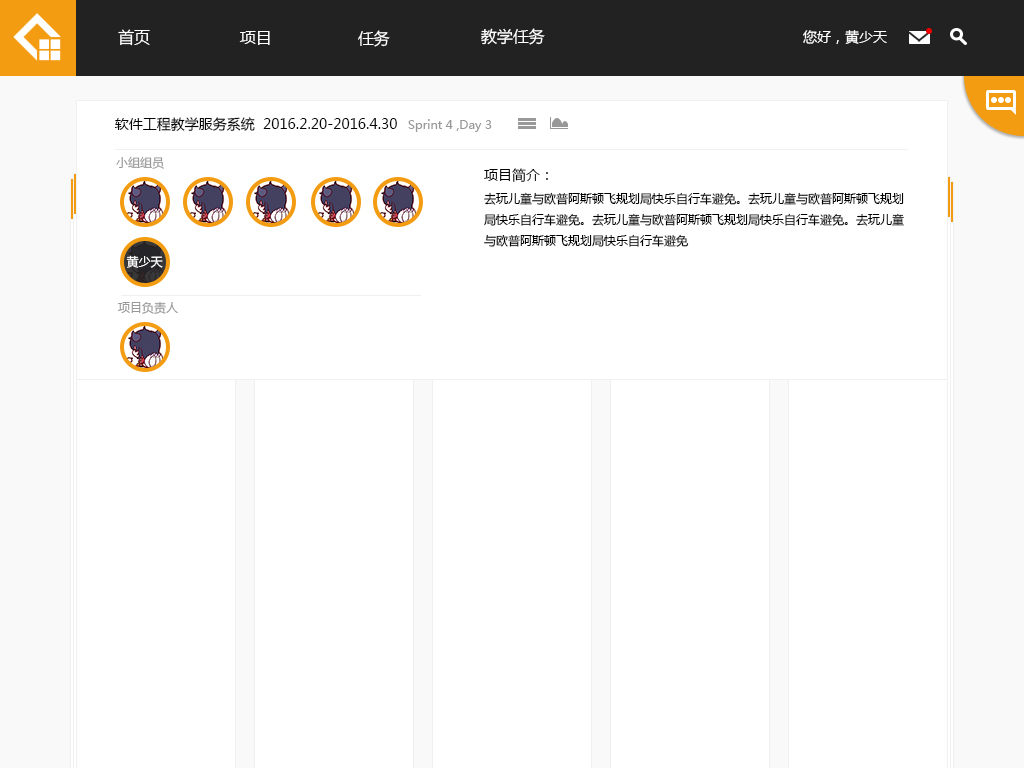 首页 项目 任务 教学任务 您好，黄少天
软件工程教学服务系统 2016.2.20-2016.4.30 Sprint 4 ,Day 3
小组组员
黄少天
项目负责人
项目简介：
去玩儿童与欧普阿斯顿飞规划局快乐自行车避免。去玩儿童与欧普阿斯顿飞规划
局快乐自行车避免。去玩儿童与欧普阿斯顿飞规划局快乐自行车避免。去玩儿童
与欧普阿斯顿飞规划局快乐自行车避免